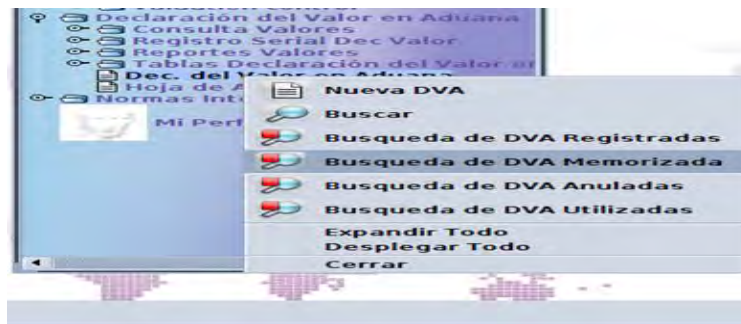 Declaración del Valor en Aduana
Consulta Valores
Registro Serial Dec Valor
Reportes Valores
Tablas Declaración del Valor en
Dec. del Valor en Aduana
Hoja de A
Normas Int
Mi Perf
Nueva DVA
Buscar
Busqueda de DVA Registradas
Busqueda de DVA Memorizada
Busqueda de DVA Anuladas
Busqueda de DVA Utilizadas
Expandir Todo
Desplegar Todo
Cerrar